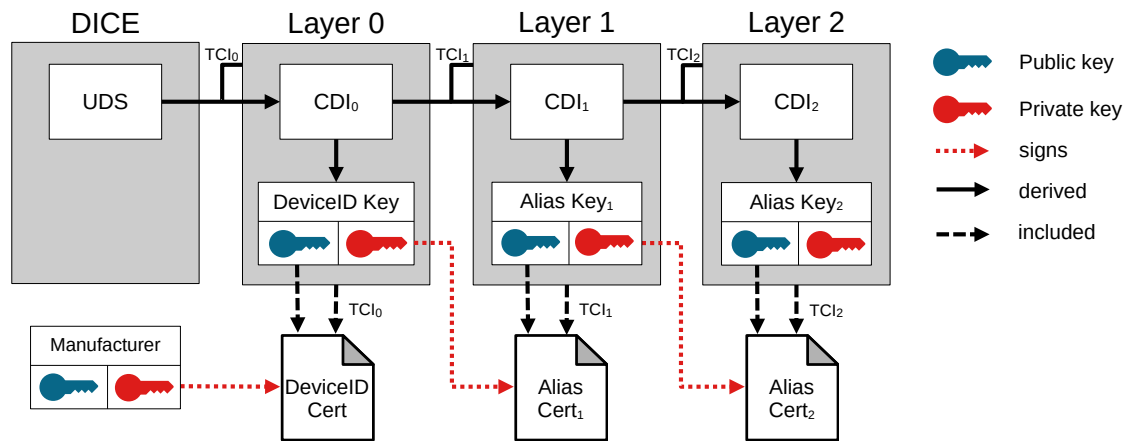 DICE
Layer 0
Layer 1
Layer 2
TCI₀
TCI₁
TCI₂
UDS
CDI₀
CDI₁
CDI₂
Public key
Private key
signs
derived
included
DeviceID Key
Alias Key₁
Alias Key₂
TCI₀
TCI₁
TCI₂
Manufacturer
DeviceID
Cert
Alias
Cert₁
Alias
Cert₂